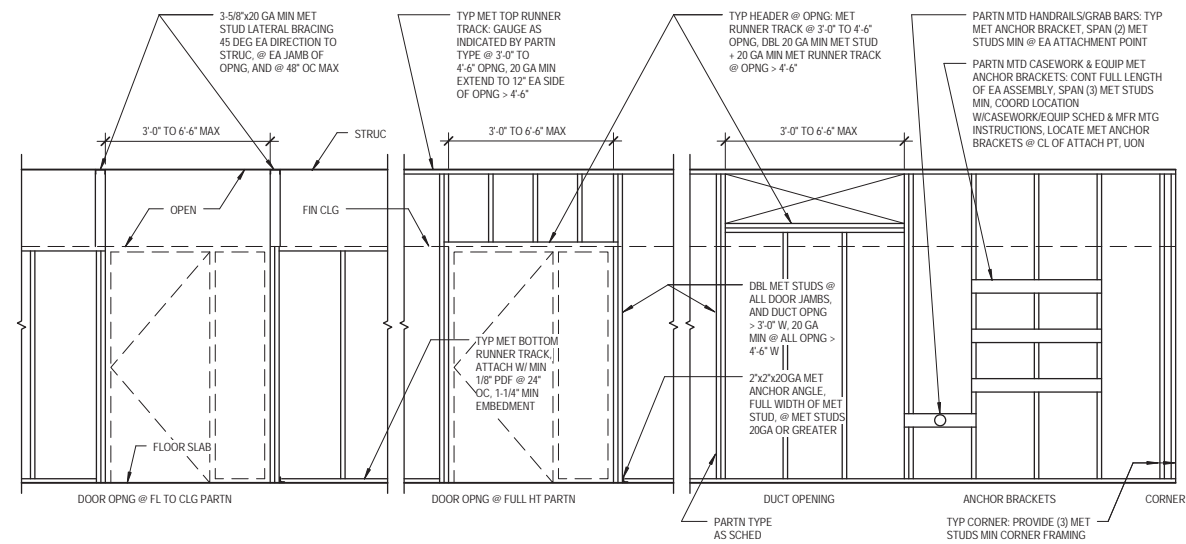 3-5/8"x20 GA MIN MET
STUD LATERAL BRACING
45 DEG EA DIRECTION TO
STRUC, @ EA JAMB OF
OPNG, AND @ 48" OC MAX
TYP MET TOP RUNNER
TRACK: GAUGE AS
INDICATED BY PARTN
TYPE @ 3'-0" TO
4'-6" OPNG, 20 GA MIN
EXTEND TO 12" EA SIDE
OF OPNG > 4'-6"
TYP HEADER @ OPNG: MET
RUNNER TRACK @ 3'-0" TO 4'-6"
OPNG, DBL 20 GA MIN MET STUD
+ 20 GA MIN MET RUNNER TRACK
@ OPNG > 4'-6"
PARTN MTD HANDRAILS/GRAB BARS: TYP
MET ANCHOR BRACKET, SPAN (2) MET
STUDS MIN @ EA ATTACHMENT POINT
PARTN MTD CASEWORK & EQUIP MET
ANCHOR BRACKETS: CONT FULL LENGTH
OF EA ASSEMBLY, SPAN (3) MET STUDS
MIN, COORD LOCATION
W/CASEWORK/EQUIP SCHED & MFR MTG
INSTRUCTIONS, LOCATE MET ANCHOR
BRACKETS @ CL OF ATTACH PT, UON
3'-0" TO 6'-6" MAX
STRUC
3'-0" TO 6'-6" MAX
3'-0" TO 6'-6" MAX
OPEN
FIN CLG
DBL MET STUDS @
ALL DOOR JAMBS,
AND DUCT OPNG
> 3'-0" W, 20 GA
MIN @ ALL OPNG >
4'-6" W
TYP MET BOTTOM
RUNNER TRACK,
ATTACH W/ MIN
1/8" PDF @ 24"
OC, 1-1/4" MIN
EMBEDMENT
2"x2"x20GA MET
ANCHOR ANGLE,
FULL WIDTH OF MET
STUD, @ MET STUDS
20GA OR GREATER
FLOOR SLAB
DOOR OPNG @ FL TO CLG PARTN
DOOR OPNG @ FULL HT PARTN
DUCT OPENING
ANCHOR BRACKETS
CORNER
PARTN TYPE
AS SCHED
TYP CORNER: PROVIDE (3) MET
STUDS MIN CORNER FRAMING